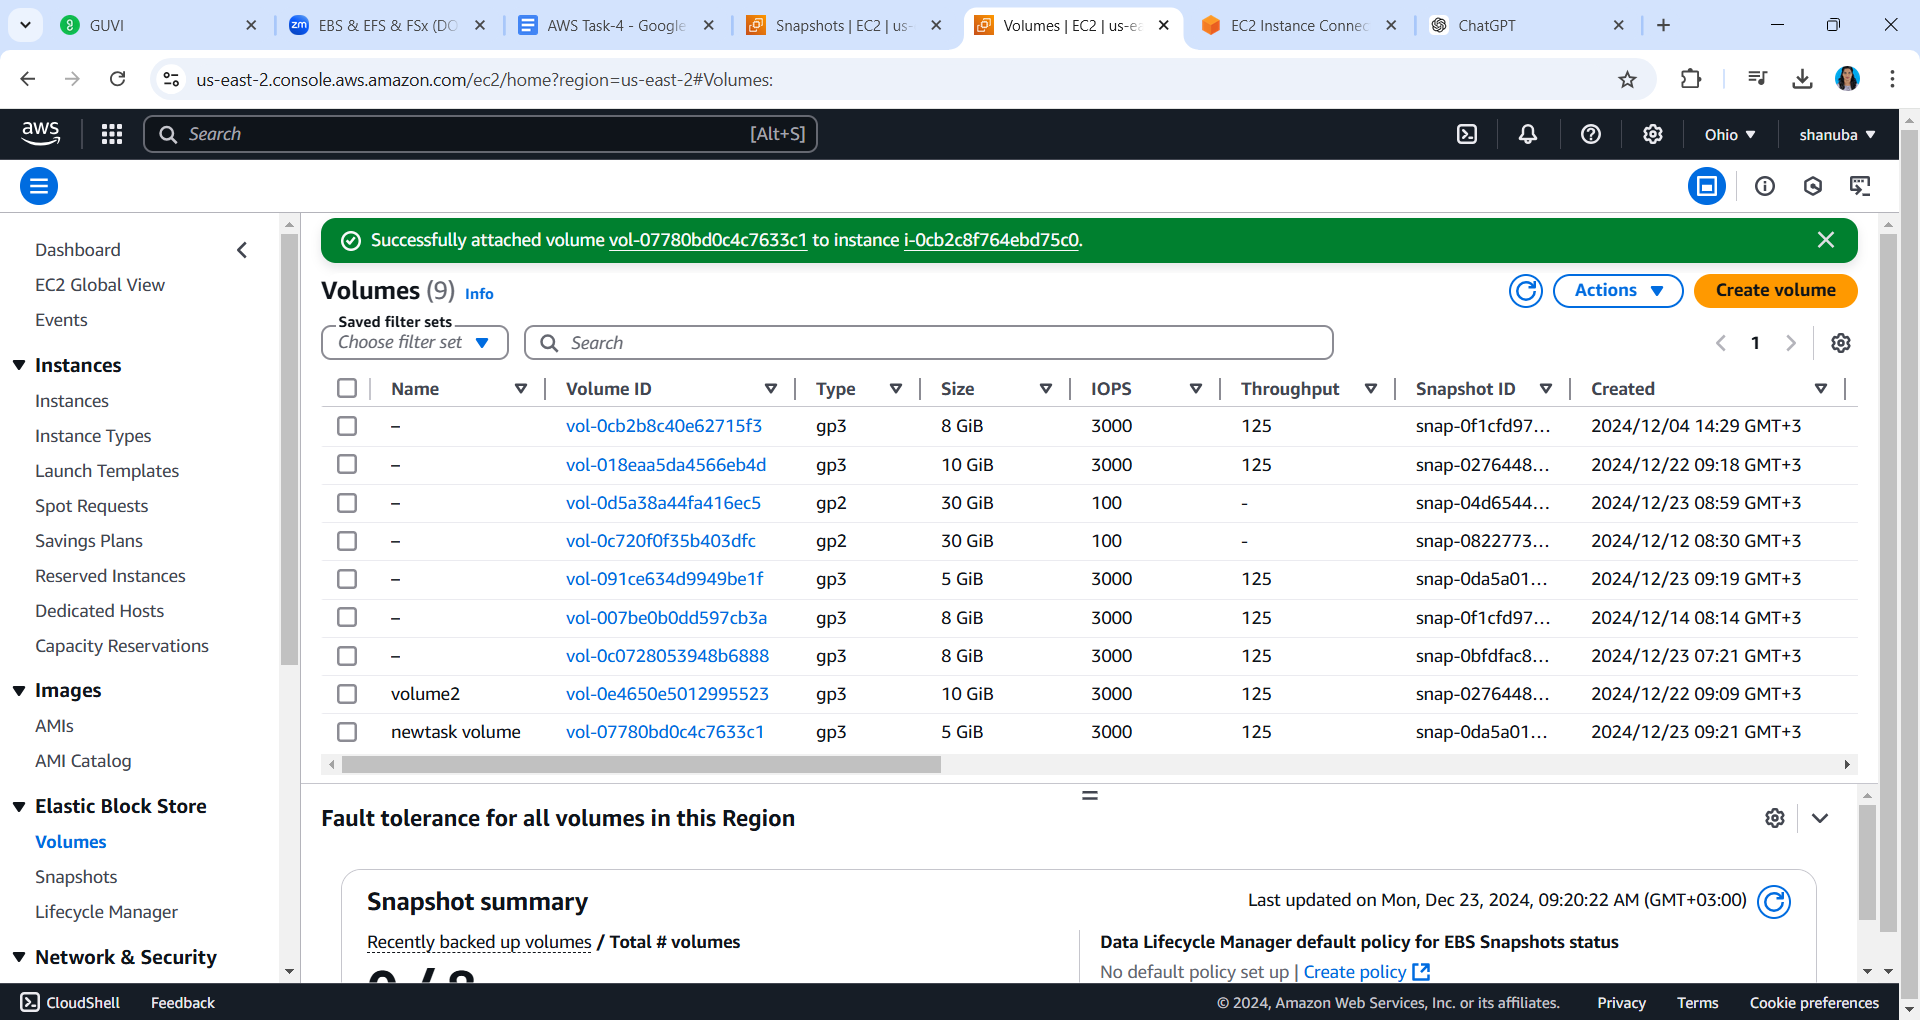 GUVI
EBS & EFS & FSx (DO
AWS Task-4 - Google
Snapshots | EC2 | us-
Volumes | EC2 | us-ea
EC2 Instance Connec
ChatGPT
us-east-2.console.aws.amazon.com/ec2/home?region=us-east-2#Volumes:
aws
Search
[Alt+S]
Ohio
shanuba
Dashboard
EC2 Global View
Events
Instances
Instances
Instance Types
Launch Templates
Spot Requests
Savings Plans
Reserved Instances
Dedicated Hosts
Capacity Reservations
Images
AMIs
AMI Catalog
Elastic Block Store
Volumes
Snapshots
Lifecycle Manager
Network & Security
Successfully attached volume vol-07780bd0c4c7633c1 to instance i-0cb2c8f764ebd75c0.
Volumes (9) Info
Actions
Create volume
Saved filter sets
Choose filter set
Search
1
Name Volume ID Type Size IOPS Throughput Snapshot ID Created
– vol-0cb2b8c40e62715f3 gp3 8 GiB 3000 125 snap-0f1cfd97... 2024/12/04 14:29 GMT+3
– vol-018eaa5da4566eb4d gp3 10 GiB 3000 125 snap-0276448... 2024/12/22 09:18 GMT+3
– vol-0d5a38a44fa416ec5 gp2 30 GiB 100 - snap-04d6544... 2024/12/23 08:59 GMT+3
– vol-0c720f0f35b403dfc gp2 30 GiB 100 - snap-0822773... 2024/12/12 08:30 GMT+3
– vol-091ce634d9949be1f gp3 5 GiB 3000 125 snap-0da5a01... 2024/12/23 09:19 GMT+3
– vol-007be0b0dd597cb3a gp3 8 GiB 3000 125 snap-0f1cfd97... 2024/12/14 08:14 GMT+3
– vol-0c0728053948b6888 gp3 8 GiB 3000 125 snap-0bfdfac8... 2024/12/23 07:21 GMT+3
volume2 vol-0e4650e5012995523 gp3 10 GiB 3000 125 snap-0276448... 2024/12/22 09:09 GMT+3
newtask volume vol-07780bd0c4c7633c1 gp3 5 GiB 3000 125 snap-0da5a01... 2024/12/23 09:21 GMT+3
Fault tolerance for all volumes in this Region
Snapshot summary
Last updated on Mon, Dec 23, 2024, 09:20:22 AM (GMT+03:00)
Recently backed up volumes / Total # volumes
Data Lifecycle Manager default policy for EBS Snapshots status
No default policy set up | Create policy
CloudShell
Feedback
© 2024, Amazon Web Services, Inc. or its affiliates.
Privacy
Terms
Cookie preferences